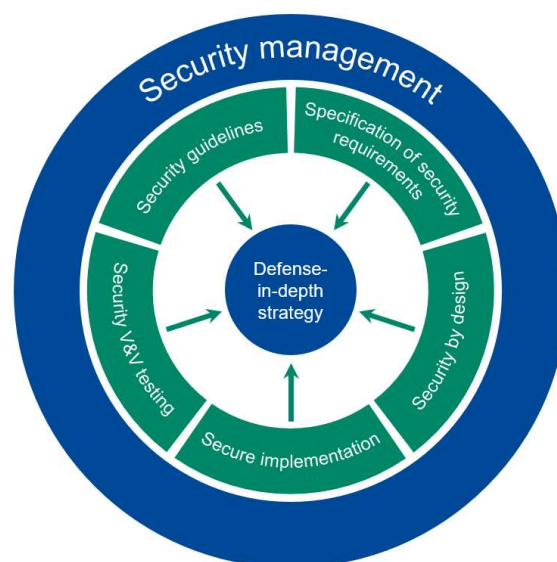 Security management
Security guidelines
Specification of security
requirements
Security by design
Secure implementation
Security V&V testing
Defense-
in-depth
strategy